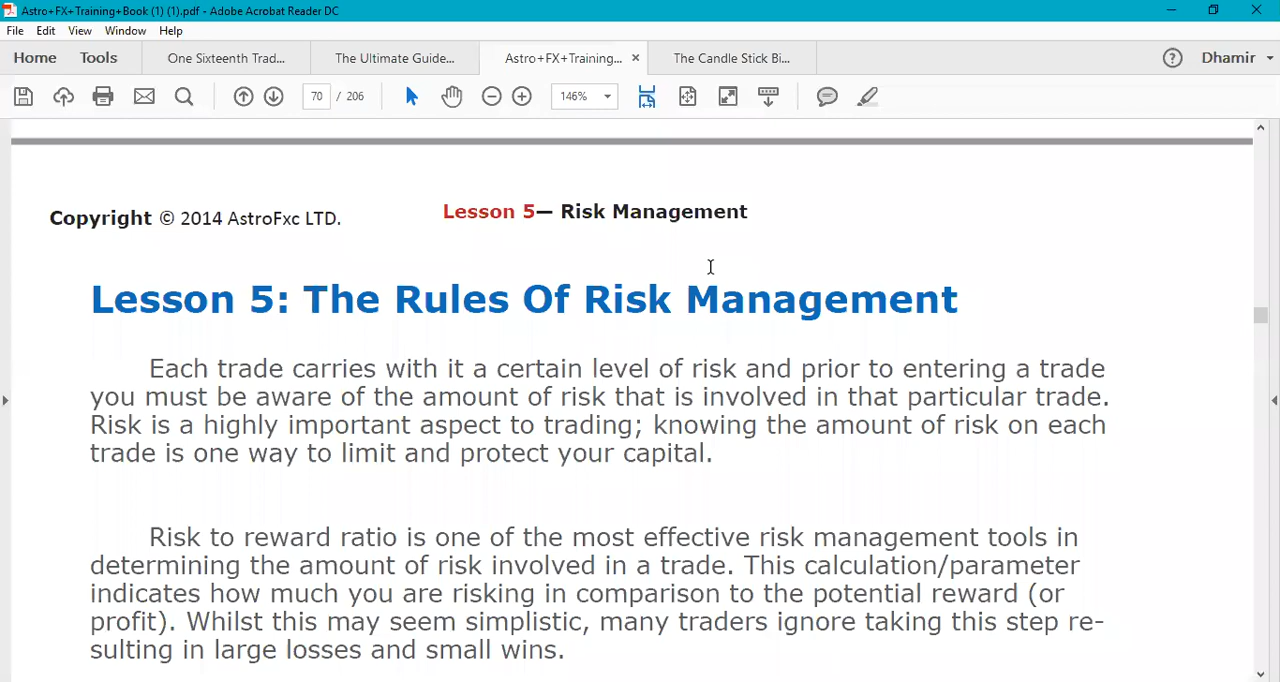 Astro+FX+Training+Book (1) (1).pdf - Adobe Acrobat Reader DC
File Edit View Window Help
Home Tools One Sixteenth Trad... The Ultimate Guide... Astro+FX+Training... × The Candle Stick Bi... Dhamir
70 / 206 146%
Copyright © 2014 AstroFxc LTD.
Lesson 5— Risk Management
Lesson 5: The Rules Of Risk Management
Each trade carries with it a certain level of risk and prior to entering a trade
you must be aware of the amount of risk that is involved in that particular trade.
Risk is a highly important aspect to trading; knowing the amount of risk on each
trade is one way to limit and protect your capital.
Risk to reward ratio is one of the most effective risk management tools in
determining the amount of risk involved in a trade. This calculation/parameter
indicates how much you are risking in comparison to the potential reward (or
profit). Whilst this may seem simplistic, many traders ignore taking this step re-
sulting in large losses and small wins.